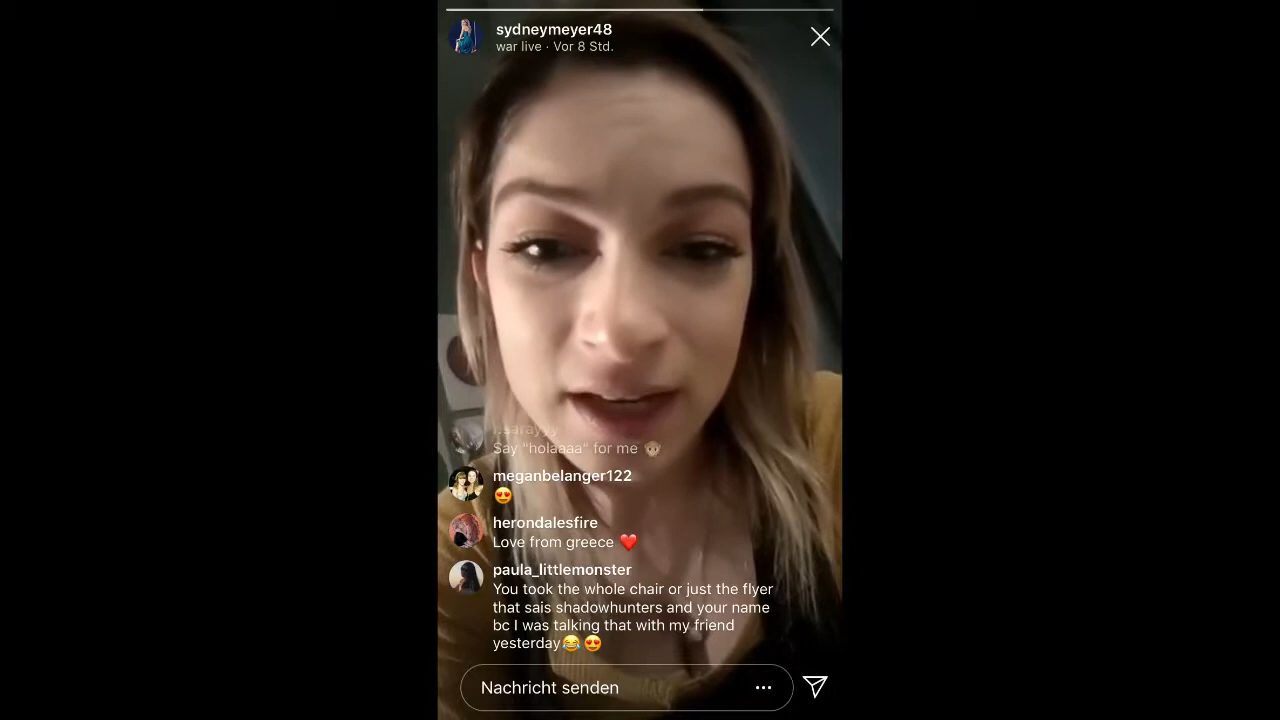 sydneymeyer48
war live · Vor 8 Std.
r.sarayyy
Say "holaaaa" for me 🐵
meganbelanger122
😍
herondalesfire
Love from greece ❤️
paula_littlemonster
You took the whole chair or just the flyer
that sais shadowhunters and your name
bc I was talking that with my friend
yesterday😂😍
Nachricht senden